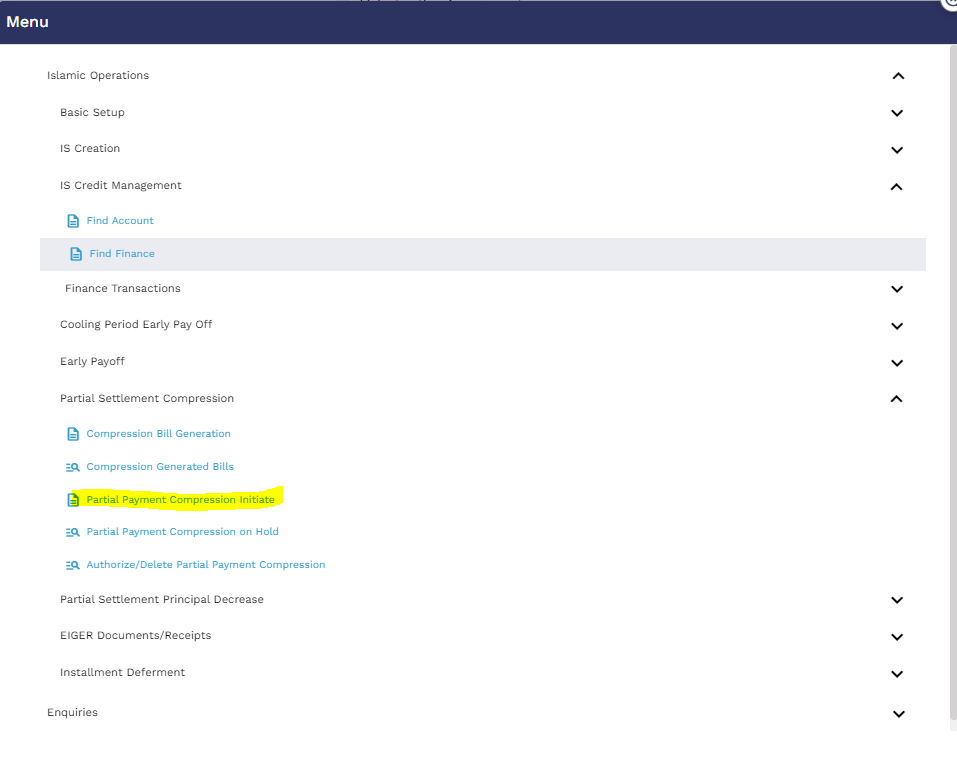 Menu
Islamic Operations
Basic Setup
IS Creation
IS Credit Management
Find Account
Find Finance
Finance Transactions
Cooling Period Early Pay Off
Early Payoff
Partial Settlement Compression
Compression Bill Generation
Compression Generated Bills
Partial Payment Compression Initiate
Partial Payment Compression on Hold
Authorize/Delete Partial Payment Compression
Partial Settlement Principal Decrease
EIGER Documents/Receipts
Installment Deferment
Enquiries